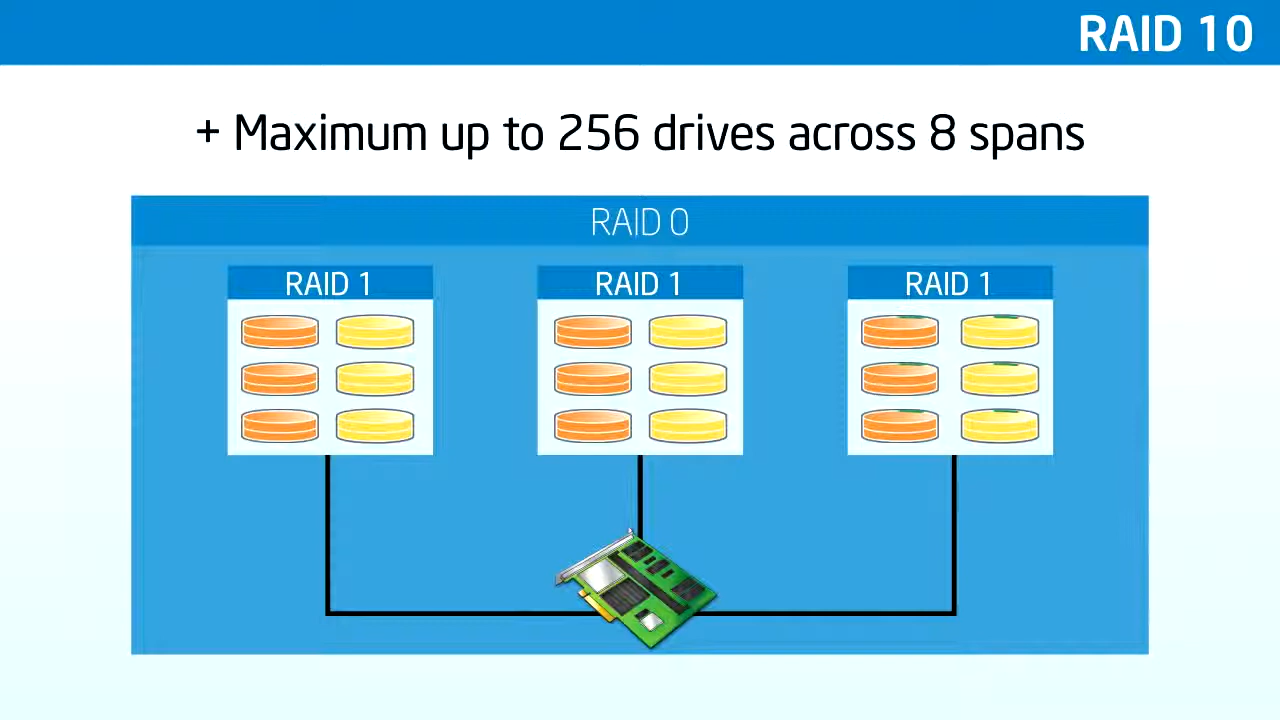 RAID 10
+ Maximum up to 256 drives across 8 spans
RAID 0
RAID 1
RAID 1
RAID 1